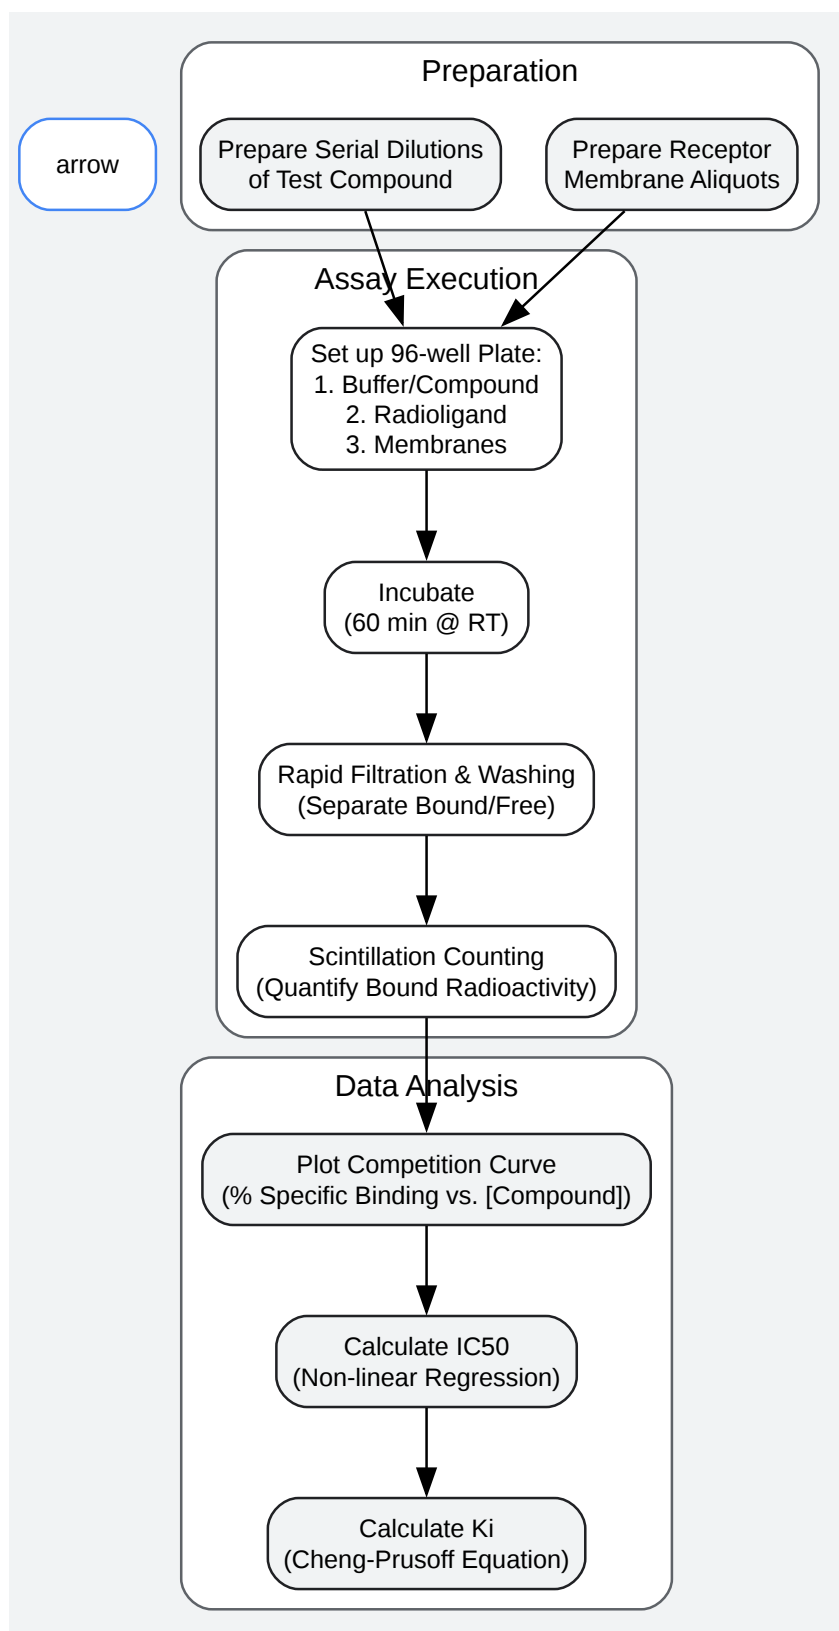 Preparation
arrow
Prepare Serial Dilutions
of Test Compound
Prepare Receptor
Membrane Aliquots
Assay Execution
Set up 96-well Plate:
1. Buffer/Compound
2. Radioligand
3. Membranes
Incubate
(60 min @ RT)
Rapid Filtration & Washing
(Separate Bound/Free)
Scintillation Counting
(Quantify Bound Radioactivity)
Data Analysis
Plot Competition Curve
(% Specific Binding vs. [Compound])
Calculate IC50
(Non-linear Regression)
Calculate Ki
(Cheng-Prusoff Equation)